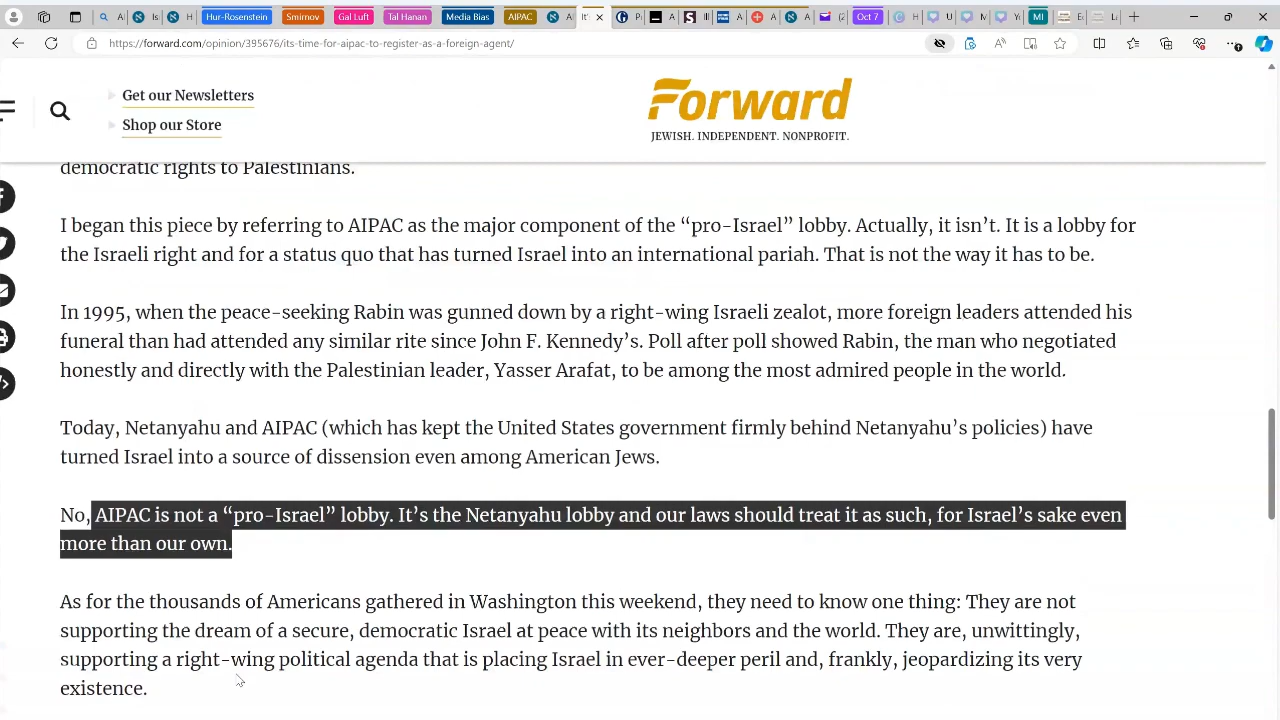 Is
Hur-Rosenstein
Smirnov
Gal Luft
Tal Hanan
Media Bias
AIPAC
Al
It'
Oct 7
MI
https://forward.com/opinion/395676/its-time-for-aipac-to-register-as-a-foreign-agent/
Get our Newsletters
Shop our Store
Forward
JEWISH. INDEPENDENT. NONPROFIT.
democratic rights to Palestinians.
I began this piece by referring to AIPAC as the major component of the “pro-Israel” lobby. Actually, it isn’t. It is a lobby for
the Israeli right and for a status quo that has turned Israel into an international pariah. That is not the way it has to be.
In 1995, when the peace-seeking Rabin was gunned down by a right-wing Israeli zealot, more foreign leaders attended his
funeral than had attended any similar rite since John F. Kennedy’s. Poll after poll showed Rabin, the man who negotiated
honestly and directly with the Palestinian leader, Yasser Arafat, to be among the most admired people in the world.
Today, Netanyahu and AIPAC (which has kept the United States government firmly behind Netanyahu’s policies) have
turned Israel into a source of dissension even among American Jews.
No, AIPAC is not a “pro-Israel” lobby. It’s the Netanyahu lobby and our laws should treat it as such, for Israel’s sake even
more than our own.
As for the thousands of Americans gathered in Washington this weekend, they need to know one thing: They are not
supporting the dream of a secure, democratic Israel at peace with its neighbors and the world. They are, unwittingly,
supporting a right-wing political agenda that is placing Israel in ever-deeper peril and, frankly, jeopardizing its very
existence.